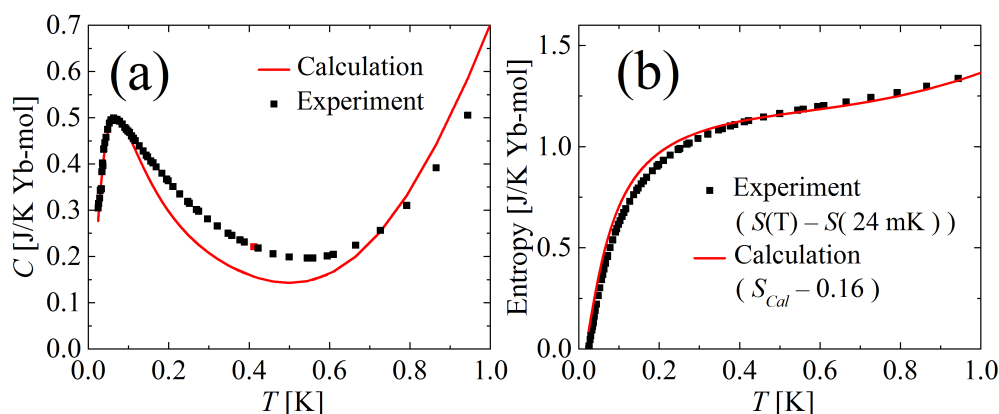 0.7
0.6
0.5
0.4
0.3
0.2
0.1
0.0
C [J/K Yb-mol]
(a)
Calculation
Experiment
0.0 0.2 0.4 0.6 0.8 1.0
T [K]
1.5
1.0
0.5
0.0
Entropy [J/K Yb-mol]
(b)
Experiment
( S(T) – S( 24 mK ) )
Calculation
( S_Cal – 0.16 )
0.0 0.2 0.4 0.6 0.8 1.0
T [K]